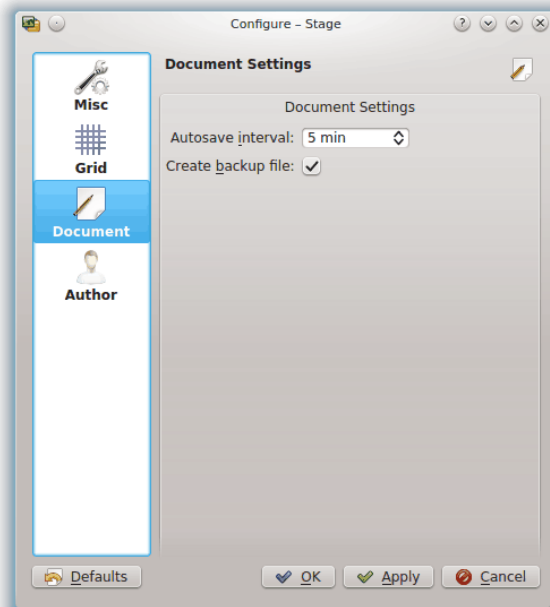 Configure – Stage
Document Settings
Misc
Document Settings
Autosave interval: 5 min
Create backup file:
Grid
Document
Author
Defaults
OK
Apply
Cancel